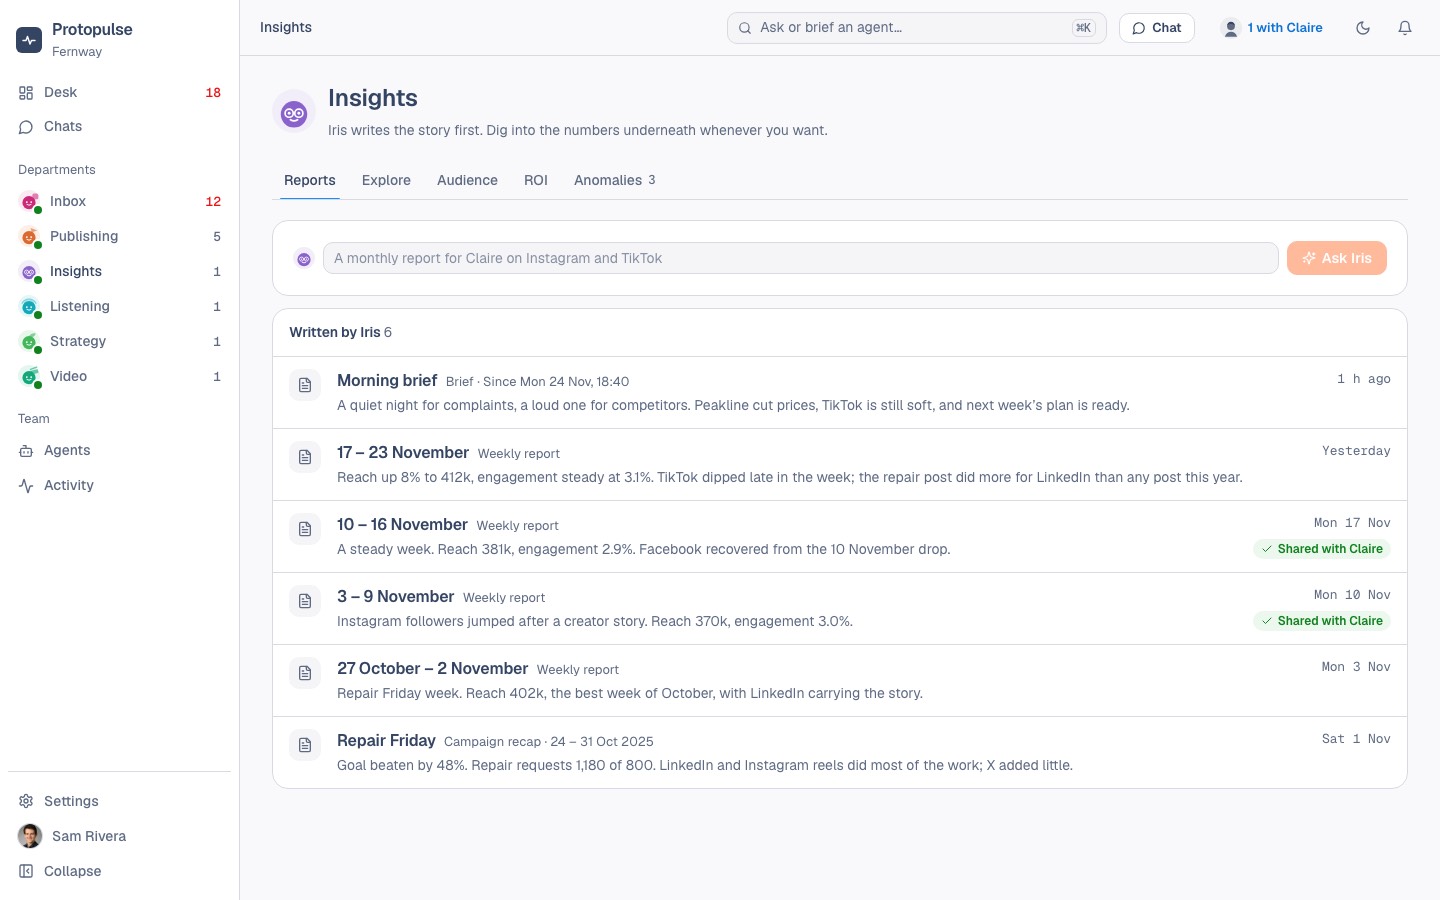 Protopulse
Fernway
Desk 18
Chats
Departments
Inbox 12
Publishing 5
Insights 1
Listening 1
Strategy 1
Video 1
Team
Agents
Activity
Settings
Sam Rivera
Collapse
Insights
Ask or brief an agent… ⌘K
Chat
1 with Claire
Insights
Iris writes the story first. Dig into the numbers underneath whenever you want.
Reports Explore Audience ROI Anomalies 3
A monthly report for Claire on Instagram and TikTok
Ask Iris
Written by Iris 6
Morning brief Brief · Since Mon 24 Nov, 18:40 1 h ago
A quiet night for complaints, a loud one for competitors. Peakline cut prices, TikTok is still soft, and next week’s plan is ready.
17 – 23 November Weekly report Yesterday
Reach up 8% to 412k, engagement steady at 3.1%. TikTok dipped late in the week; the repair post did more for LinkedIn than any post this year.
10 – 16 November Weekly report Mon 17 Nov
A steady week. Reach 381k, engagement 2.9%. Facebook recovered from the 10 November drop. Shared with Claire
3 – 9 November Weekly report Mon 10 Nov
Instagram followers jumped after a creator story. Reach 370k, engagement 3.0%. Shared with Claire
27 October – 2 November Weekly report Mon 3 Nov
Repair Friday week. Reach 402k, the best week of October, with LinkedIn carrying the story.
Repair Friday Campaign recap · 24 – 31 Oct 2025 Sat 1 Nov
Goal beaten by 48%. Repair requests 1,180 of 800. LinkedIn and Instagram reels did most of the work; X added little.